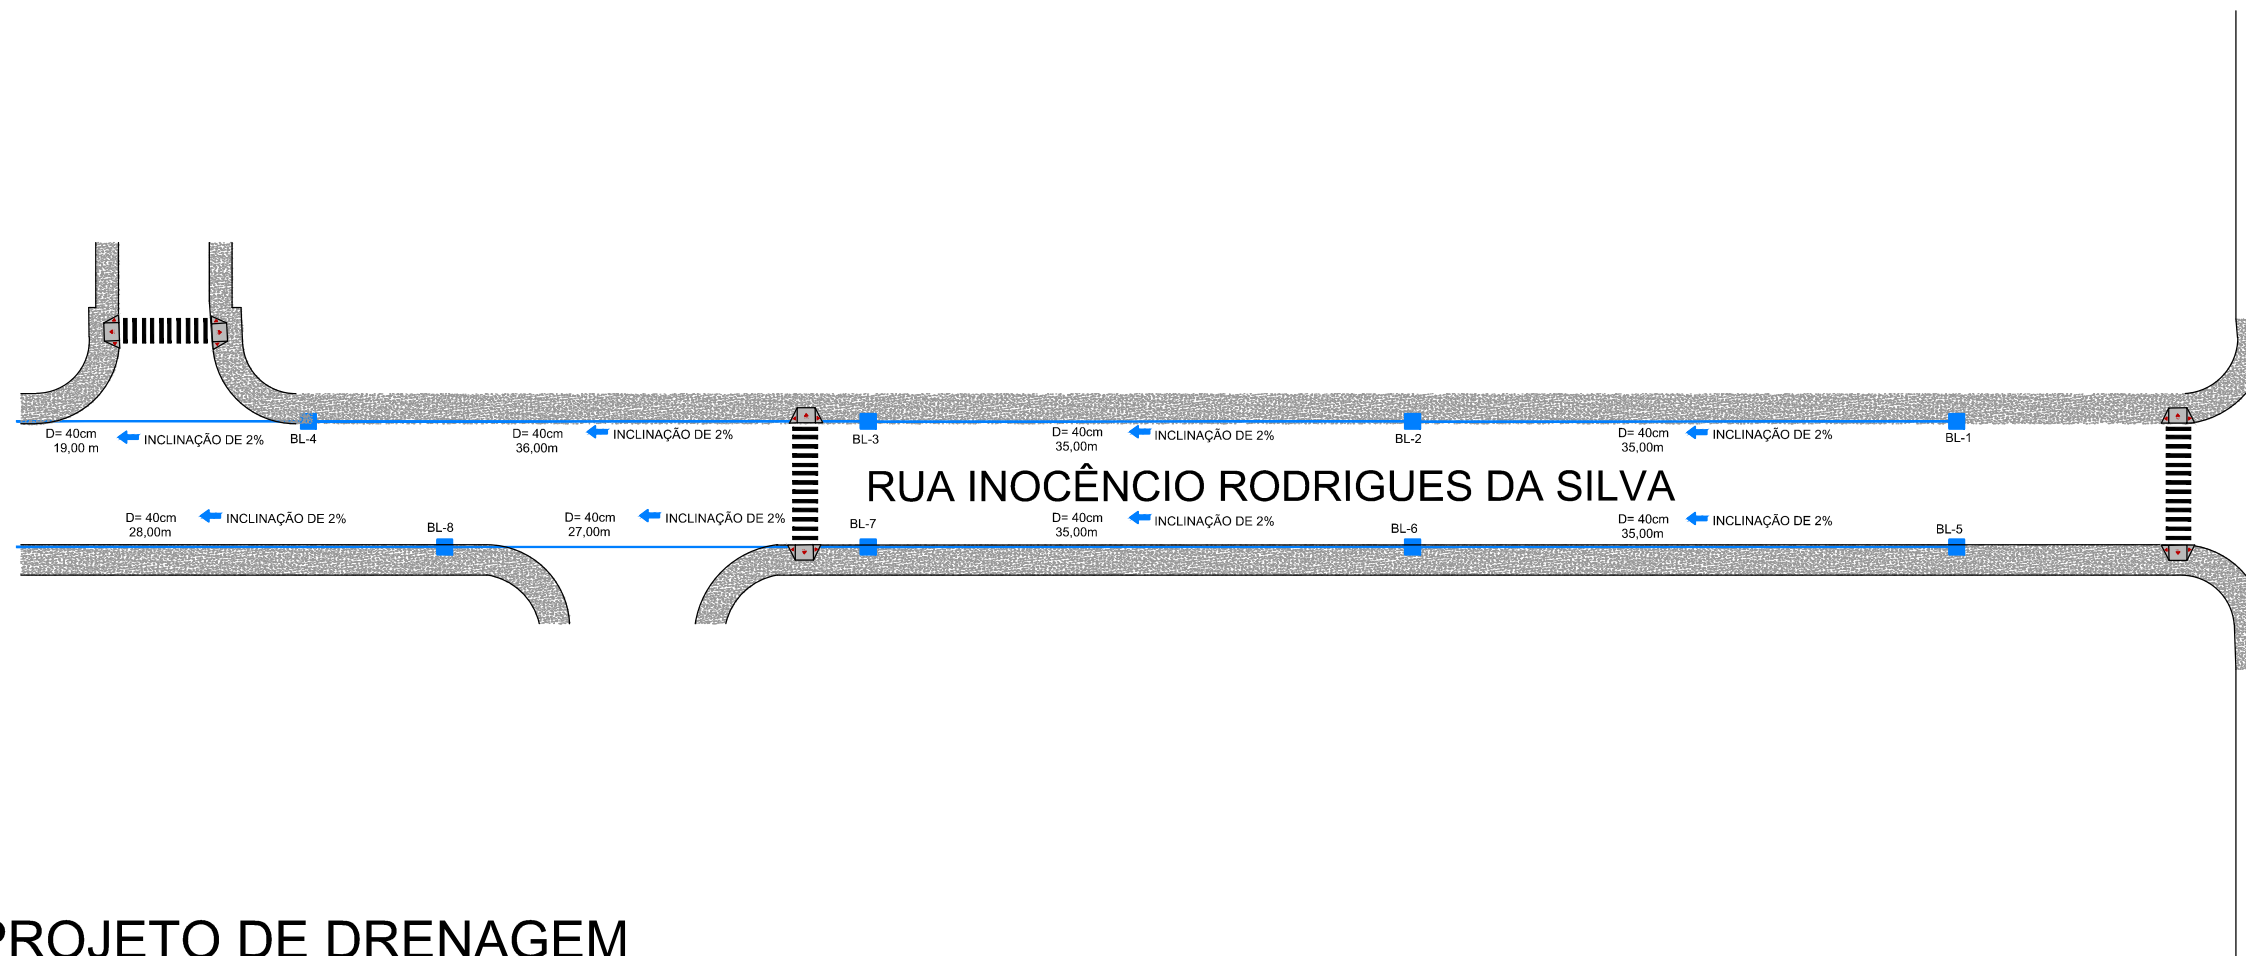 D= 40cm
19,00 m
INCLINAÇÃO DE 2%
BL-4
D= 40cm
36,00m
INCLINAÇÃO DE 2%
BL-3
D= 40cm
35,00m
INCLINAÇÃO DE 2%
BL-2
D= 40cm
35,00m
INCLINAÇÃO DE 2%
BL-1
RUA INOCÊNCIO RODRIGUES DA SILVA
D= 40cm
28,00m
INCLINAÇÃO DE 2%
BL-8
D= 40cm
27,00m
INCLINAÇÃO DE 2%
BL-7
D= 40cm
35,00m
INCLINAÇÃO DE 2%
BL-6
D= 40cm
35,00m
INCLINAÇÃO DE 2%
BL-5
PROJETO DE DRENAGEM